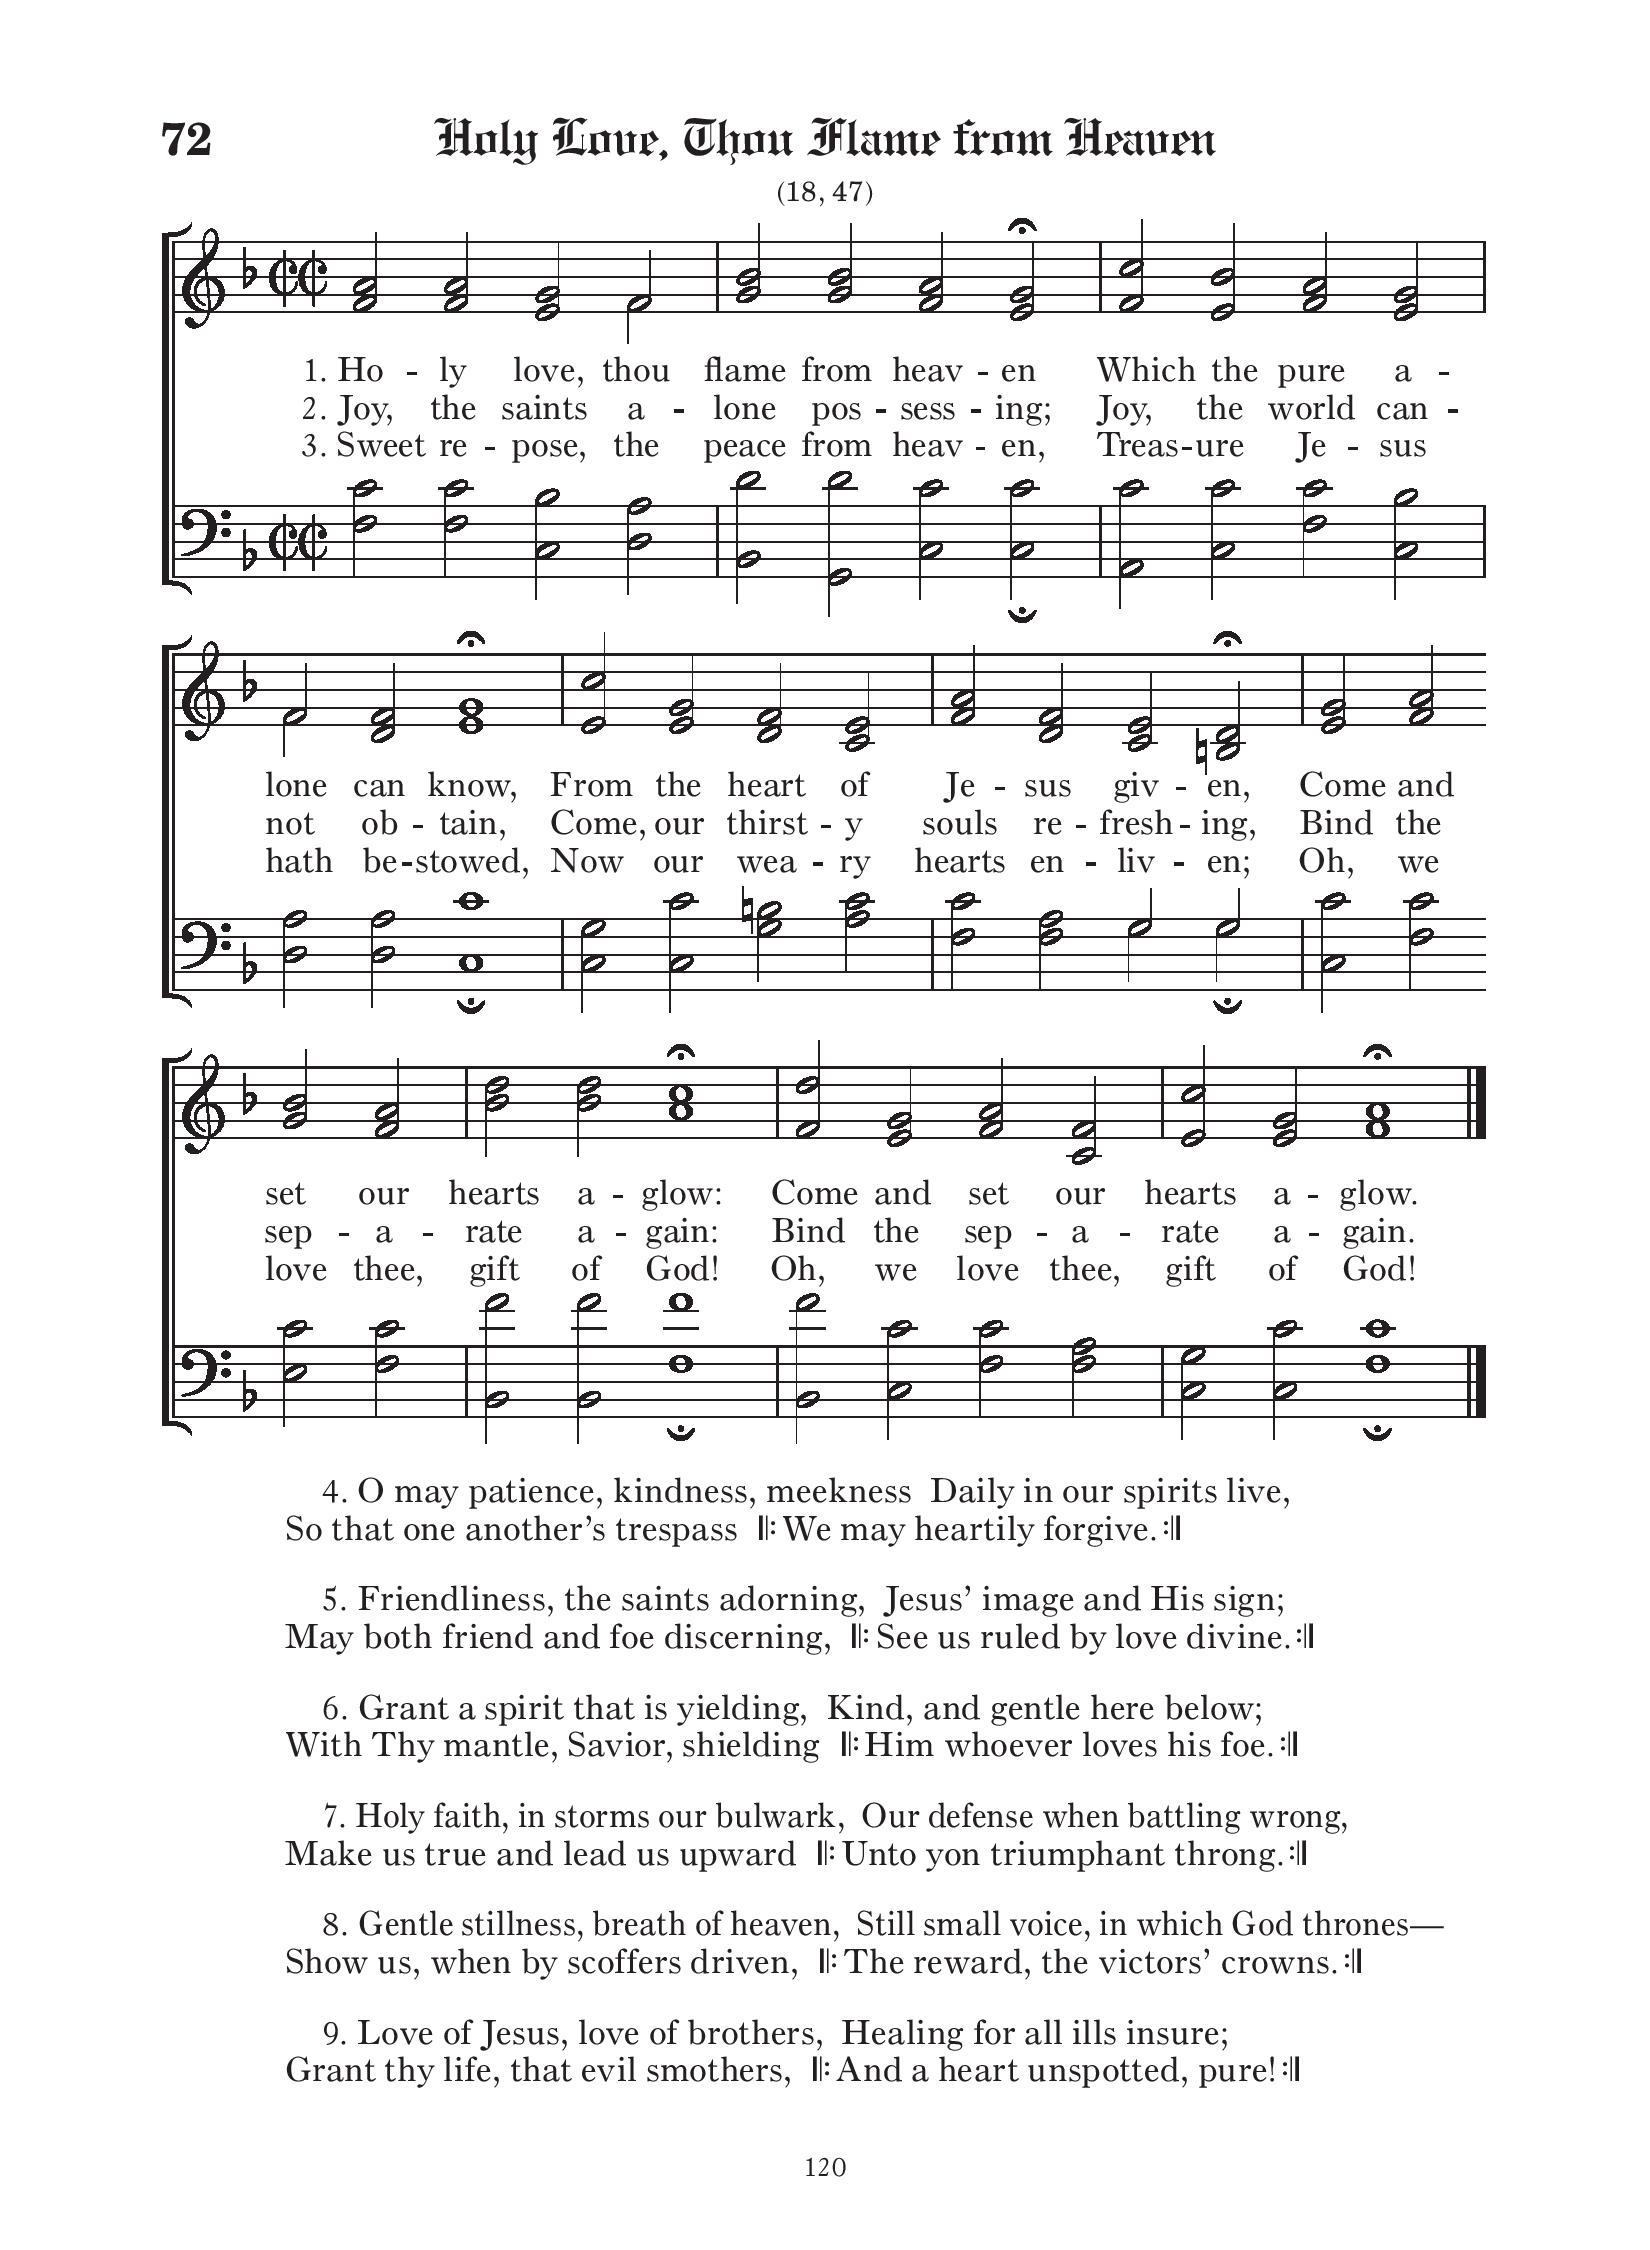 72 Holy Love, Thou Flame from Heaven
(18, 47)
1. Ho - ly love, thou flame from heav - en Which the pure a -
2. Joy, the saints a - lone pos - sess - ing; Joy, the world can -
3. Sweet re - pose, the peace from heav - en, Treas-ure Je - sus
lone can know, From the heart of Je - sus giv - en, Come and
not ob - tain, Come, our thirst - y souls re - fresh - ing, Bind the
hath be-stowed, Now our wea - ry hearts en - liv - en; Oh, we
set our hearts a - glow: Come and set our hearts a - glow.
sep - a - rate a - gain: Bind the sep - a - rate a - gain.
love thee, gift of God! Oh, we love thee, gift of God!
4. O may patience, kindness, meekness Daily in our spirits live,
So that one another’s trespass 𝄆 We may heartily forgive. 𝄇
5. Friendliness, the saints adorning, Jesus’ image and His sign;
May both friend and foe discerning, 𝄆 See us ruled by love divine. 𝄇
6. Grant a spirit that is yielding, Kind, and gentle here below;
With Thy mantle, Savior, shielding 𝄆 Him whoever loves his foe. 𝄇
7. Holy faith, in storms our bulwark, Our defense when battling wrong,
Make us true and lead us upward 𝄆 Unto yon triumphant throng. 𝄇
8. Gentle stillness, breath of heaven, Still small voice, in which God thrones—
Show us, when by scoffers driven, 𝄆 The reward, the victors’ crowns. 𝄇
9. Love of Jesus, love of brothers, Healing for all ills insure;
Grant thy life, that evil smothers, 𝄆 And a heart unspotted, pure! 𝄇
120